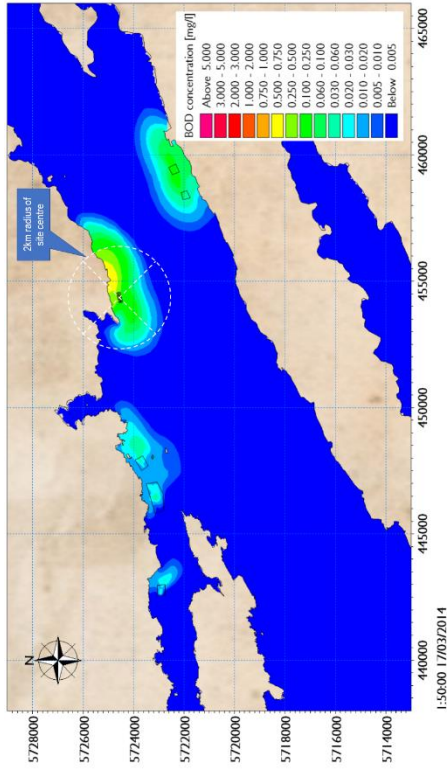 N
2km radius of
site centre
BOD concentration [mg/l]
Above 5.000
3.000 - 5.000
2.000 - 3.000
1.000 - 2.000
0.750 - 1.000
0.500 - 0.750
0.250 - 0.500
0.100 - 0.250
0.060 - 0.100
0.030 - 0.060
0.020 - 0.030
0.010 - 0.020
0.005 - 0.010
Below 0.005
5728000
5726000
5724000
5722000
5720000
5718000
5716000
5714000
440000 445000 450000 455000 460000 465000
1:50:00 17/03/2014